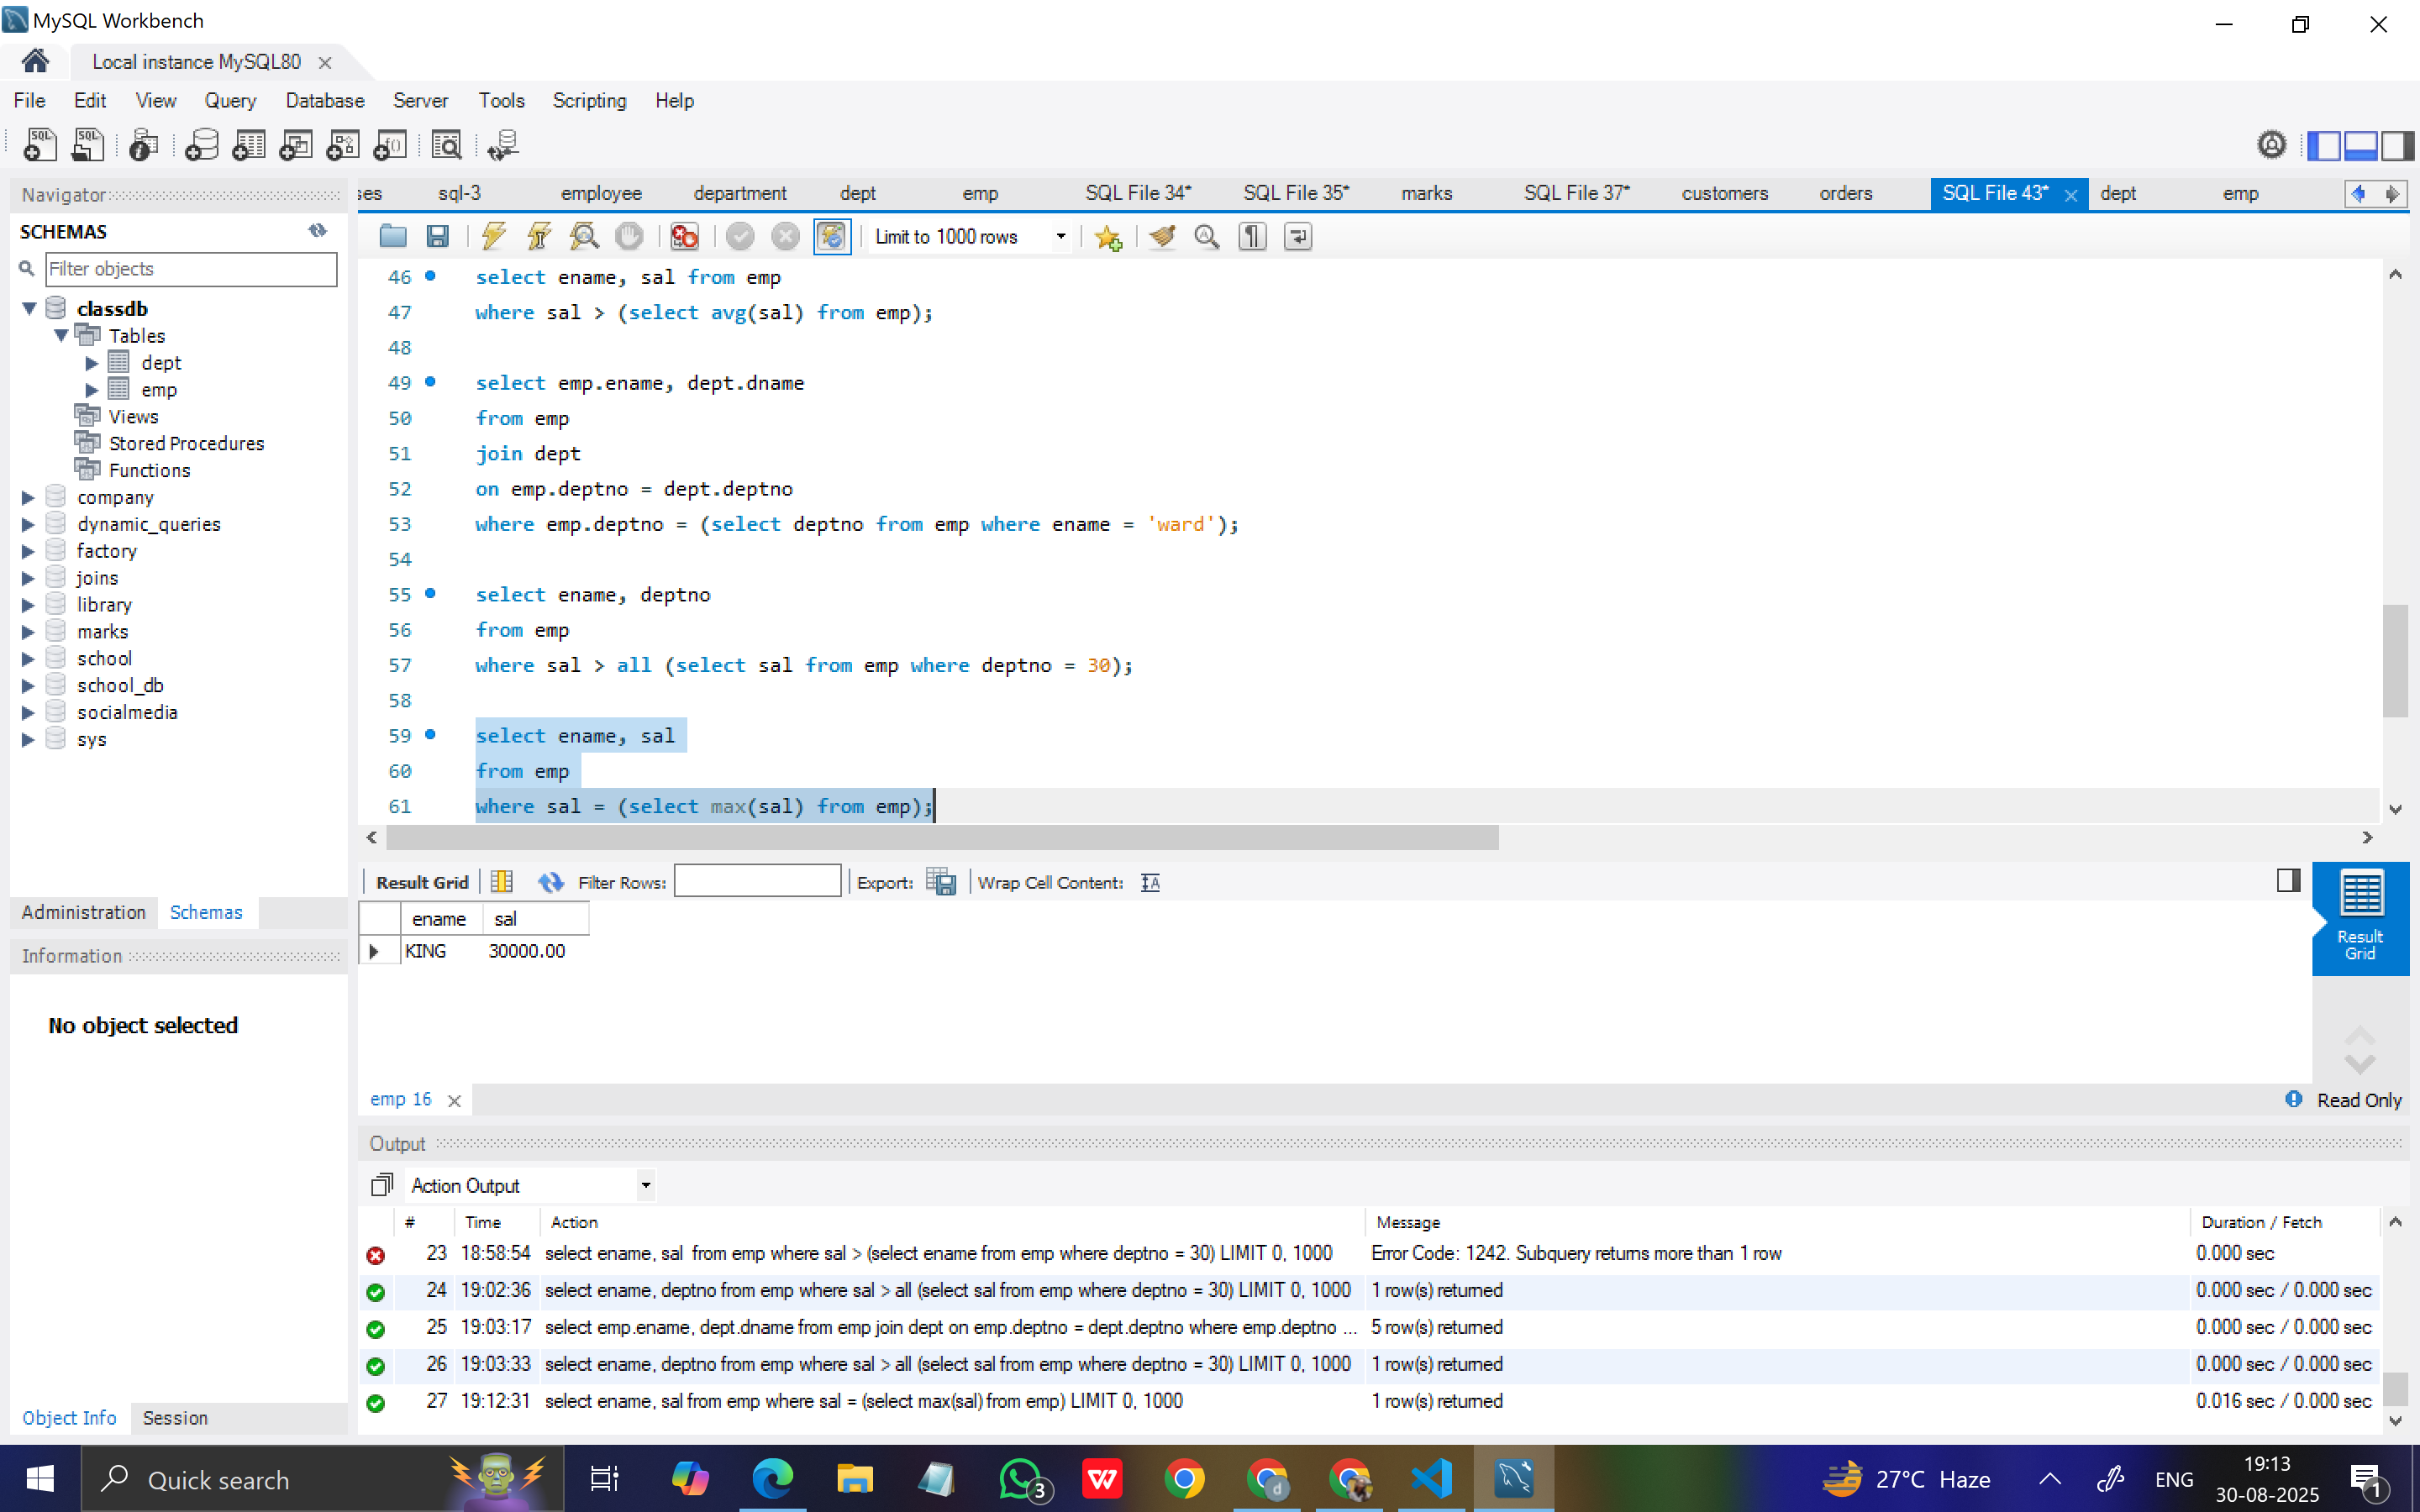 MySQL Workbench
Local instance MySQL80
File Edit View Query Database Server Tools Scripting Help
Navigator
SCHEMAS
Filter objects
classdb
Tables
dept
emp
Views
Stored Procedures
Functions
company
dynamic_queries
factory
joins
library
marks
school
school_db
socialmedia
sys
Administration Schemas
Information
No object selected
Object Info Session
ses sql-3 employee department dept emp SQL File 34* SQL File 35* marks SQL File 37* customers orders SQL File 43* dept emp
Limit to 1000 rows
46 select ename, sal from emp
47 where sal > (select avg(sal) from emp);
48
49 select emp.ename, dept.dname
50 from emp
51 join dept
52 on emp.deptno = dept.deptno
53 where emp.deptno = (select deptno from emp where ename = 'ward');
54
55 select ename, deptno
56 from emp
57 where sal > all (select sal from emp where deptno = 30);
58
59 select ename, sal
60 from emp
61 where sal = (select max(sal) from emp);
Result Grid Filter Rows: Export: Wrap Cell Content:
ename sal
KING 30000.00
Result
Grid
emp 16
Read Only
Output
Action Output
# Time Action Message Duration / Fetch
23 18:58:54 select ename, sal from emp where sal > (select ename from emp where deptno = 30) LIMIT 0, 1000 Error Code: 1242. Subquery returns more than 1 row 0.000 sec
24 19:02:36 select ename, deptno from emp where sal > all (select sal from emp where deptno = 30) LIMIT 0, 1000 1 row(s) returned 0.000 sec / 0.000 sec
25 19:03:17 select emp.ename, dept.dname from emp join dept on emp.deptno = dept.deptno where emp.deptno ... 5 row(s) returned 0.000 sec / 0.000 sec
26 19:03:33 select ename, deptno from emp where sal > all (select sal from emp where deptno = 30) LIMIT 0, 1000 1 row(s) returned 0.000 sec / 0.000 sec
27 19:12:31 select ename, sal from emp where sal = (select max(sal) from emp) LIMIT 0, 1000 1 row(s) returned 0.016 sec / 0.000 sec
Quick search
3
d
27°C Haze
ENG
19:13
30-08-2025
1